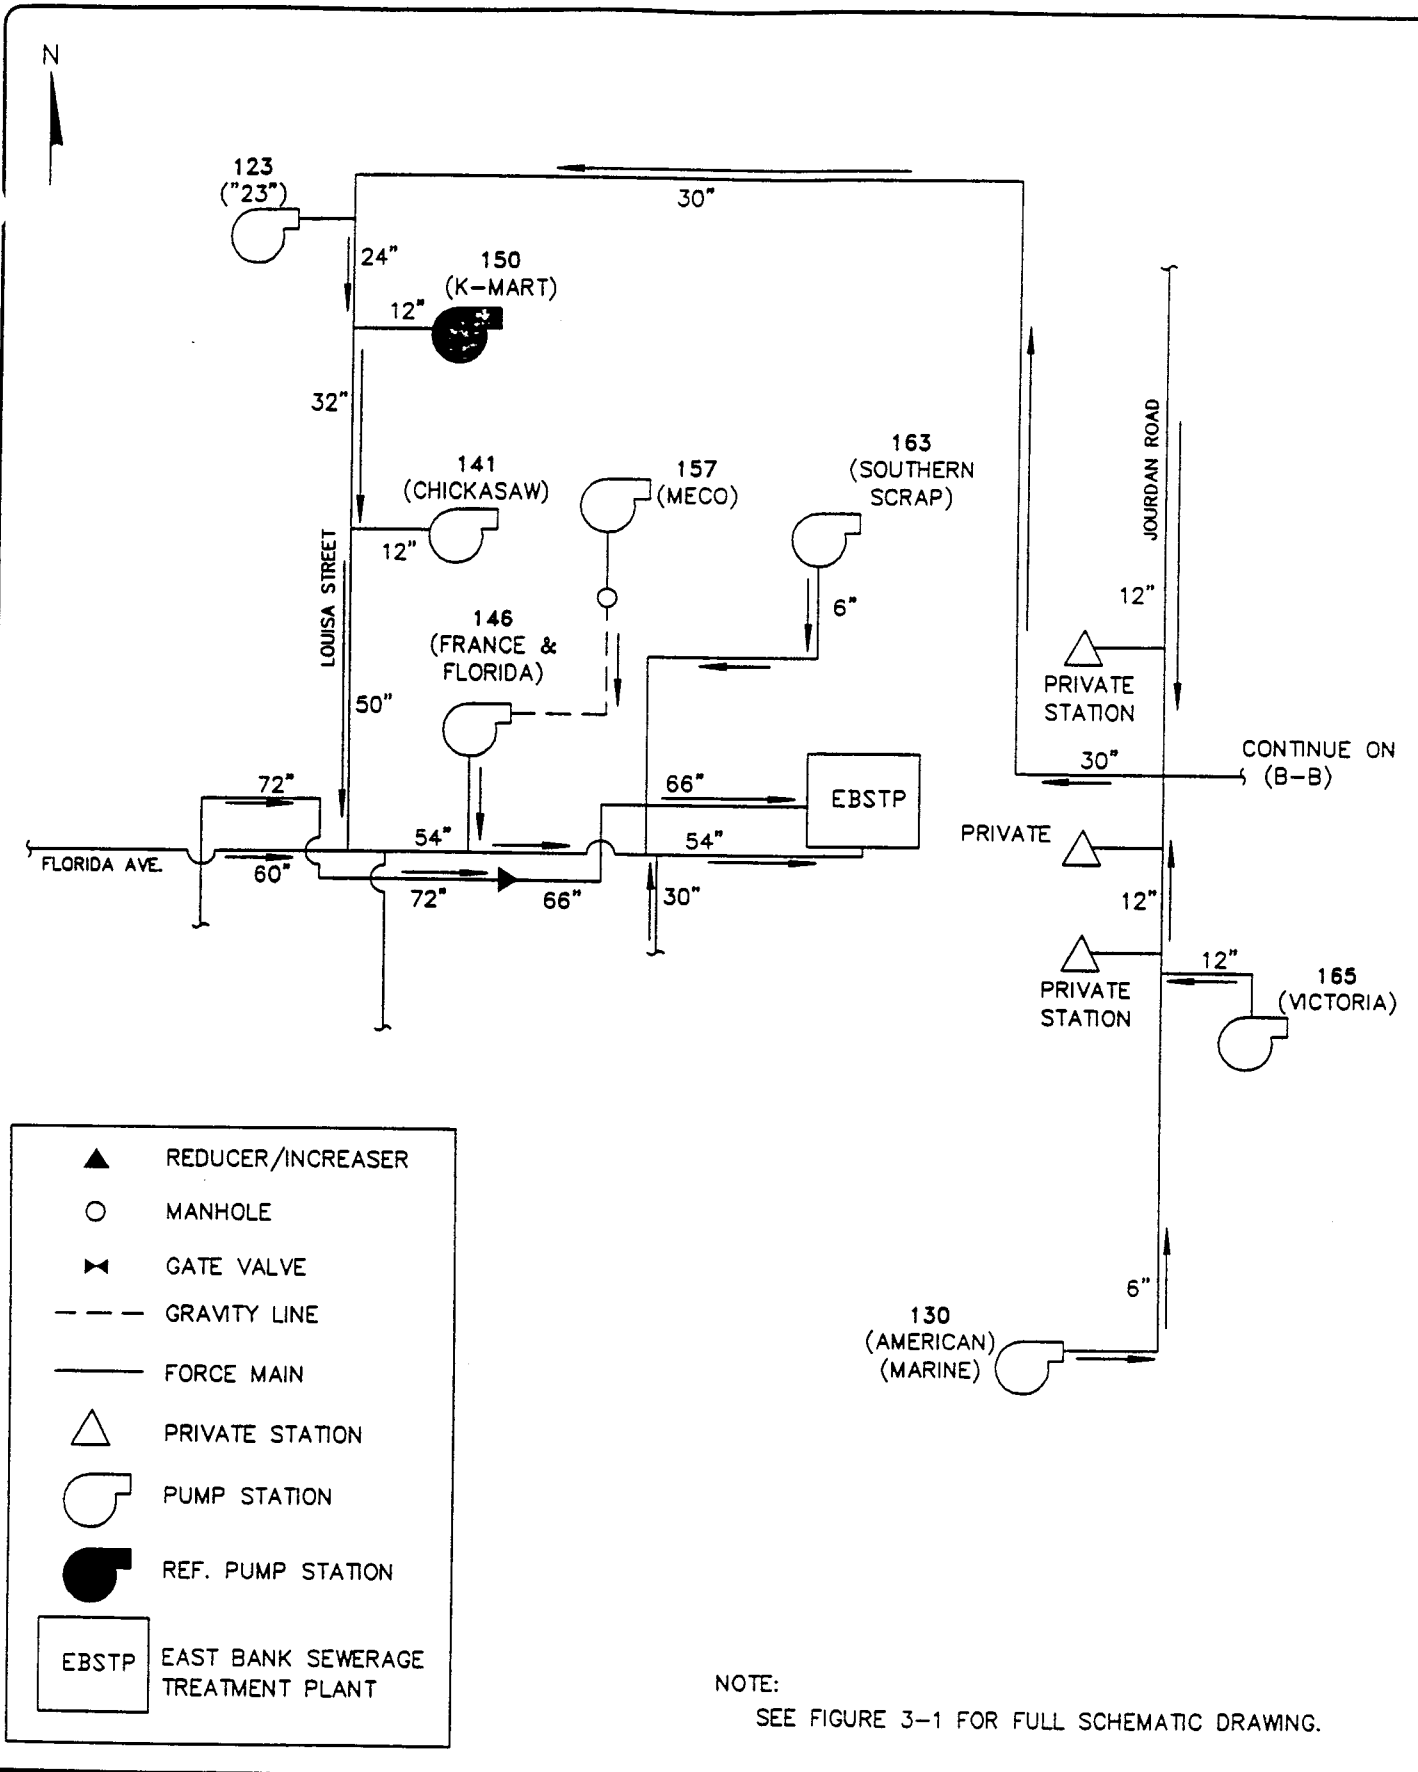 N
123
("23")
30"
24"
150
(K-MART)
12"
32"
163
(SOUTHERN
SCRAP)
141
(CHICKASAW)
157
(MECO)
JOURDAN ROAD
12"
LOUISA STREET
12"
6"
146
(FRANCE &
FLORIDA)
PRIVATE
STATION
50"
CONTINUE ON
(B-B)
30"
72"
66"
EBSTP
54"
54"
PRIVATE
FLORIDA AVE.
60"
72"
66"
30"
12"
12"
165
(VICTORIA)
PRIVATE
STATION
REDUCER/INCREASER
MANHOLE
GATE VALVE
GRAVITY LINE
FORCE MAIN
PRIVATE STATION
PUMP STATION
REF. PUMP STATION
EBSTP
EAST BANK SEWERAGE
TREATMENT PLANT
6"
130
(AMERICAN)
(MARINE)
NOTE:
SEE FIGURE 3-1 FOR FULL SCHEMATIC DRAWING.